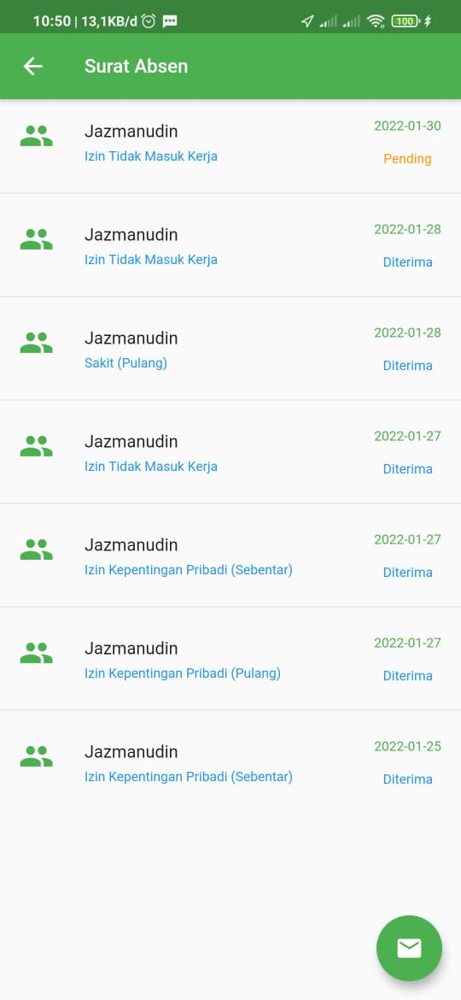 10:50 | 13,1KB/d
100
Surat Absen
Jazmanudin
2022-01-30
Izin Tidak Masuk Kerja
Pending
Jazmanudin
2022-01-28
Izin Tidak Masuk Kerja
Diterima
Jazmanudin
2022-01-28
Sakit (Pulang)
Diterima
Jazmanudin
2022-01-27
Izin Tidak Masuk Kerja
Diterima
Jazmanudin
2022-01-27
Izin Kepentingan Pribadi (Sebentar)
Diterima
Jazmanudin
2022-01-27
Izin Kepentingan Pribadi (Pulang)
Diterima
Jazmanudin
2022-01-25
Izin Kepentingan Pribadi (Sebentar)
Diterima